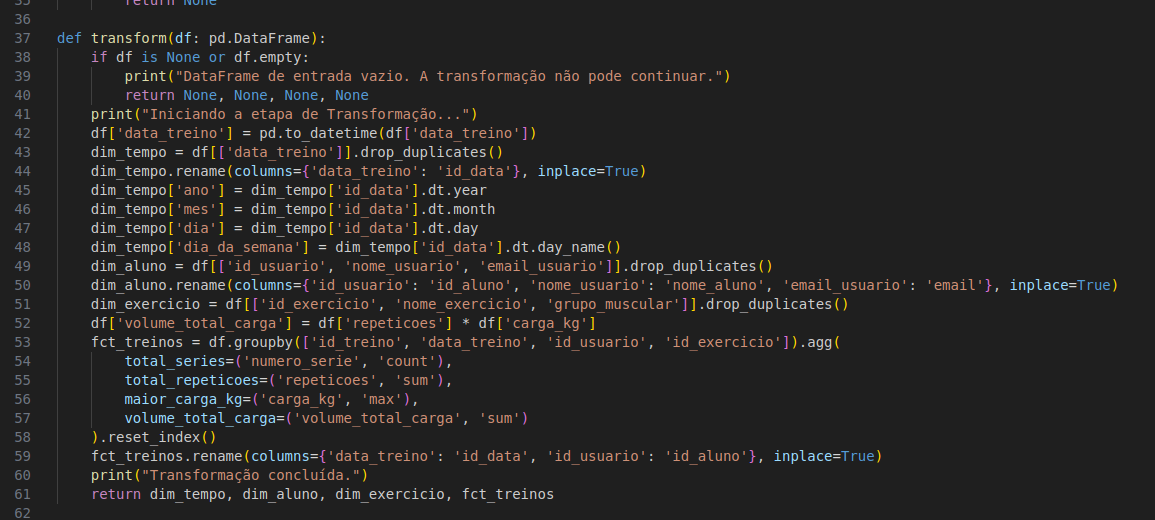 35            return None
36
37    def transform(df: pd.DataFrame):
38        if df is None or df.empty:
39            print("DataFrame de entrada vazio. A transformação não pode continuar.")
40            return None, None, None, None
41        print("Iniciando a etapa de Transformação...")
42        df['data_treino'] = pd.to_datetime(df['data_treino'])
43        dim_tempo = df[['data_treino']].drop_duplicates()
44        dim_tempo.rename(columns={'data_treino': 'id_data'}, inplace=True)
45        dim_tempo['ano'] = dim_tempo['id_data'].dt.year
46        dim_tempo['mes'] = dim_tempo['id_data'].dt.month
47        dim_tempo['dia'] = dim_tempo['id_data'].dt.day
48        dim_tempo['dia_da_semana'] = dim_tempo['id_data'].dt.day_name()
49        dim_aluno = df[['id_usuario', 'nome_usuario', 'email_usuario']].drop_duplicates()
50        dim_aluno.rename(columns={'id_usuario': 'id_aluno', 'nome_usuario': 'nome_aluno', 'email_usuario': 'email'}, inplace=True)
51        dim_exercicio = df[['id_exercicio', 'nome_exercicio', 'grupo_muscular']].drop_duplicates()
52        df['volume_total_carga'] = df['repeticoes'] * df['carga_kg']
53        fct_treinos = df.groupby(['id_treino', 'data_treino', 'id_usuario', 'id_exercicio']).agg(
54            total_series=('numero_serie', 'count'),
55            total_repeticoes=('repeticoes', 'sum'),
56            maior_carga_kg=('carga_kg', 'max'),
57            volume_total_carga=('volume_total_carga', 'sum')
58        ).reset_index()
59        fct_treinos.rename(columns={'data_treino': 'id_data', 'id_usuario': 'id_aluno'}, inplace=True)
60        print("Transformação concluída.")
61        return dim_tempo, dim_aluno, dim_exercicio, fct_treinos
62